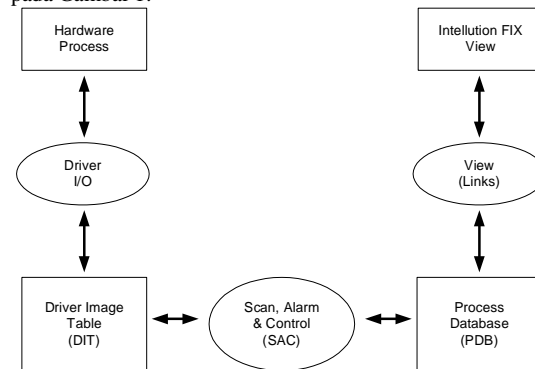 pada Gambar 1.
Hardware
Process
Intellution FIX
View
Driver
I/O
View
(Links)
Driver Image
Table
(DIT)
Scan, Alarm
& Control
(SAC)
Process
Database
(PDB)